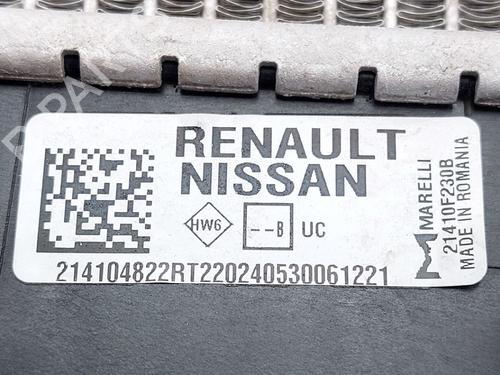 RENAULT
NISSAN
HW6
--B UC
214104822RT220240530061221
MARELLI
21410F230B
MADE IN ROMANIA